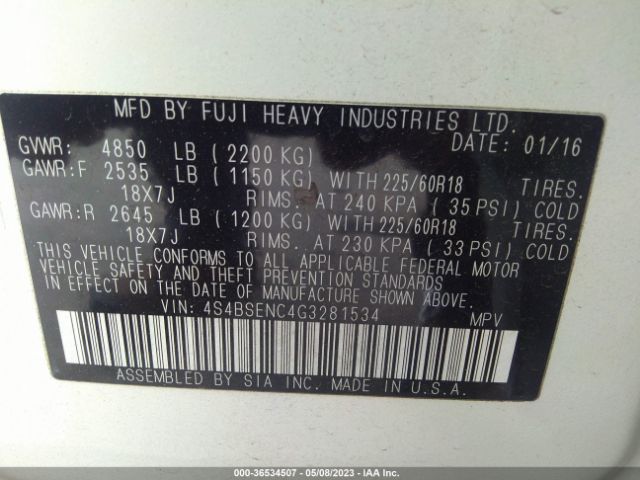 MFD BY FUJI HEAVY INDUSTRIES LTD.
DATE: 01/16
GVWR: 4850 LB (2200 KG)
GAWR:F 2535 LB (1150 KG) WITH 225/60R18 TIRES.
18X7J RIMS. AT 240 KPA (35 PSI) COLD
GAWR:R 2645 LB (1200 KG) WITH 225/60R18 TIRES.
18X7J RIMS. AT 230 KPA (33 PSI) COLD
THIS VEHICLE CONFORMS TO ALL APPLICABLE FEDERAL MOTOR
VEHICLE SAFETY AND THEFT PREVENTION STANDARDS
IN EFFECT ON THE DATE OF MANUFACTURE SHOWN ABOVE.
VIN: 4S4BSENC4G3281534 MPV
ASSEMBLED BY SIA INC. MADE IN U.S.A.
000-36534507 - 05/08/2023 - IAA Inc.